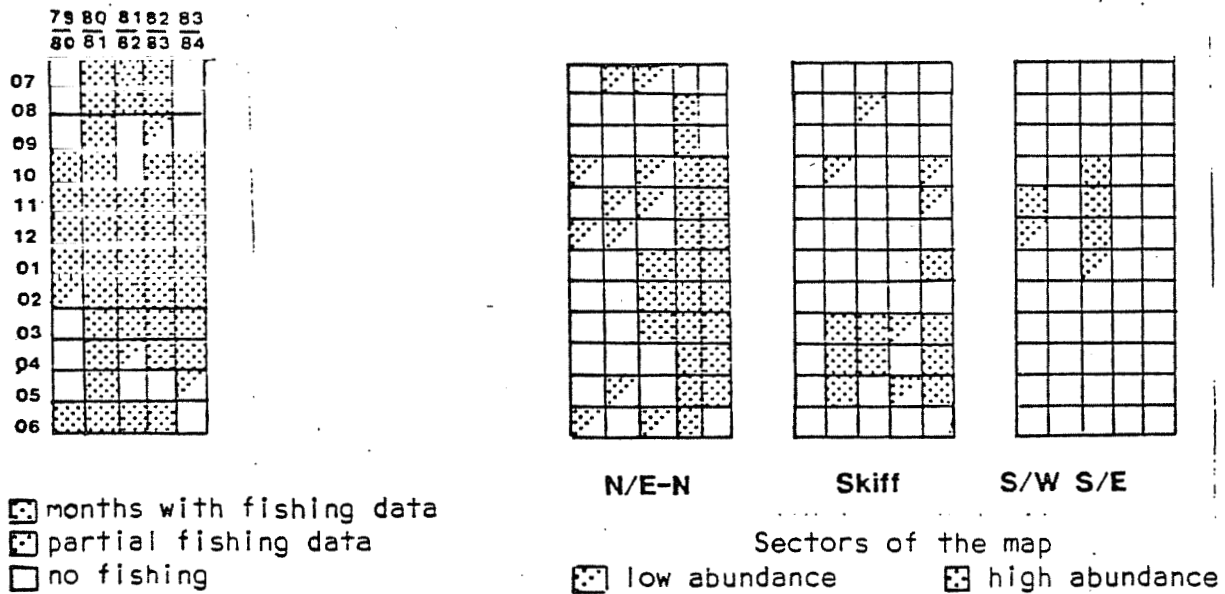 79 80 81 82 83
80 81 82 83 84
07
08
09
10
11
12
01
02
03
04
05
06
N/E-N Skiff S/W S/E
months with fishing data
partial fishing data
no fishing
Sectors of the map
low abundance high abundance